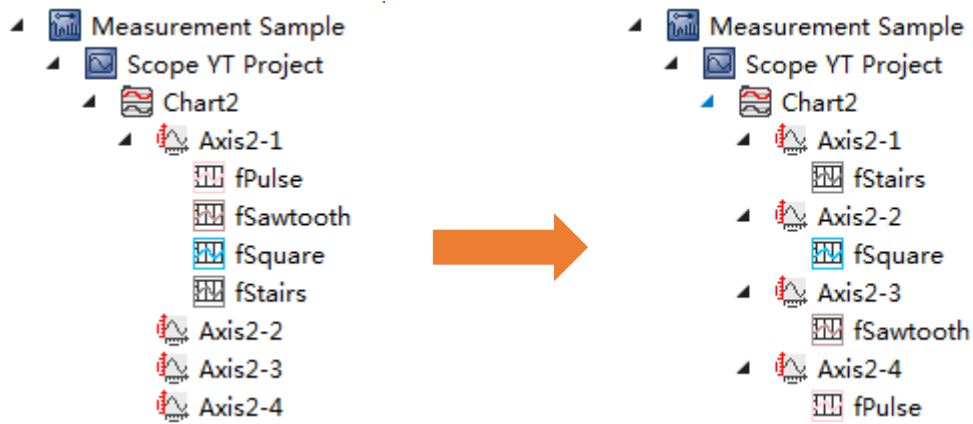 Measurement Sample
Scope YT Project
Chart2
Axis2-1
fPulse
fSawtooth
fSquare
fStairs
Axis2-2
Axis2-3
Axis2-4
Measurement Sample
Scope YT Project
Chart2
Axis2-1
fStairs
Axis2-2
fSquare
Axis2-3
fSawtooth
Axis2-4
fPulse